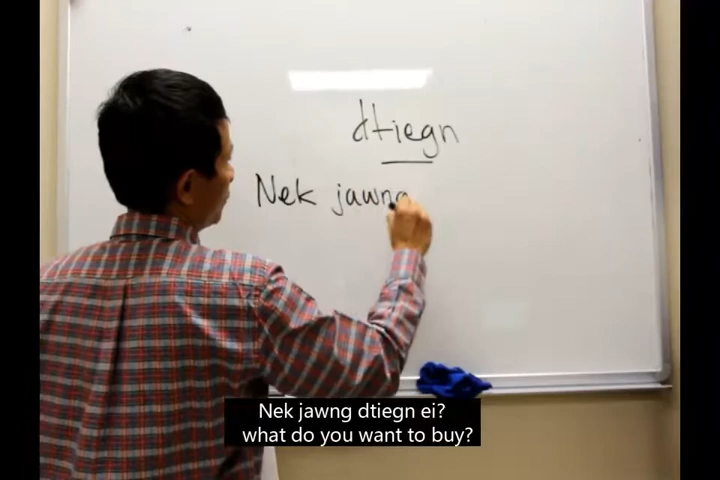 dtiegn
Nek jawng
Nek jawng dtiegn ei?
what do you want to buy?